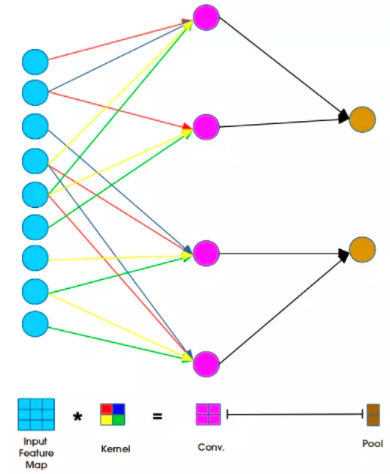 * =
Input
Feature
Map
Kernel
Conv.
Pool